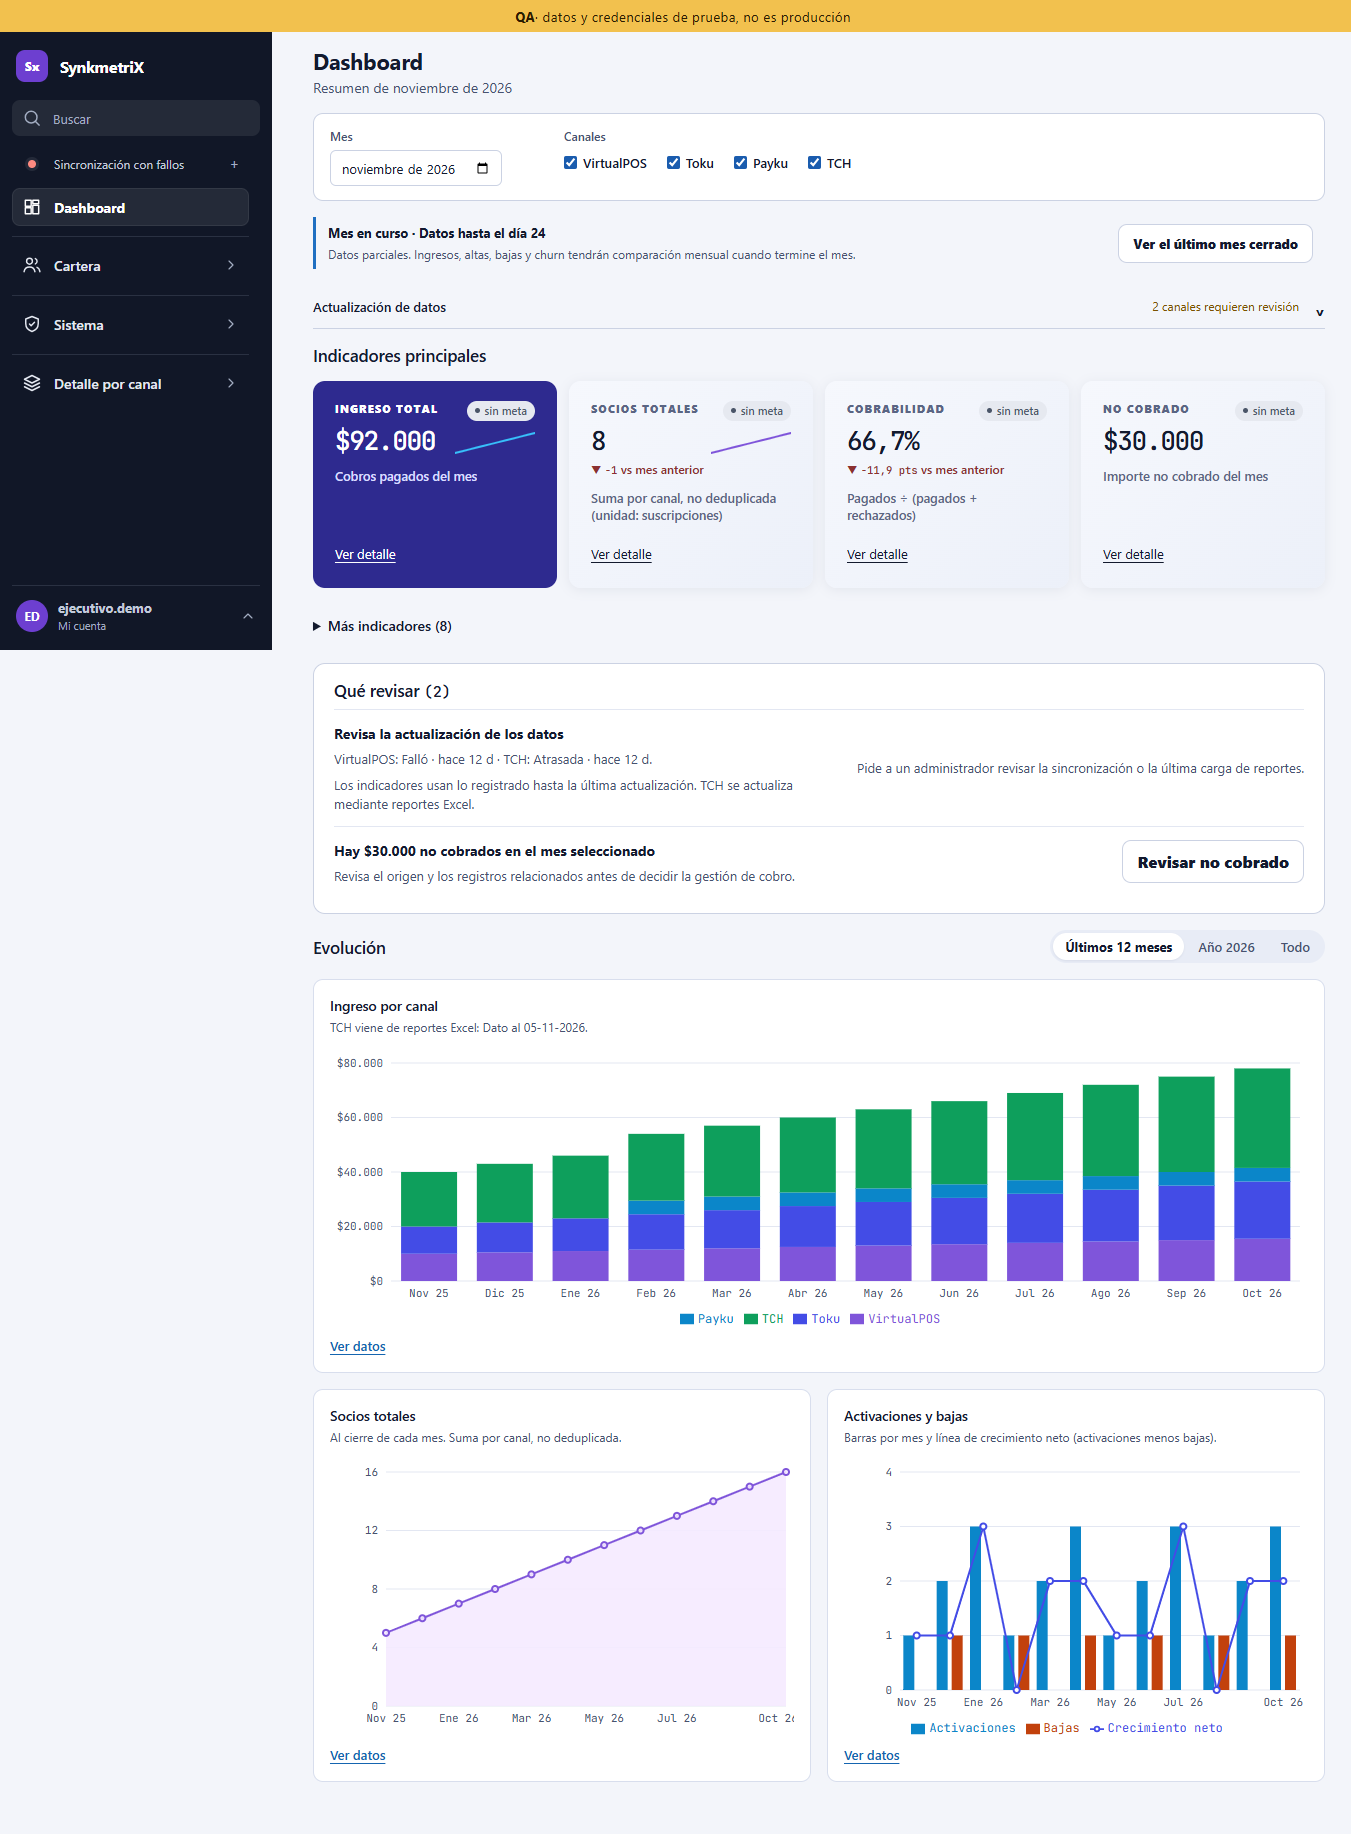 QA· datos y credenciales de prueba, no es producción
Sx
SynkmetriX
Buscar
Sincronización con fallos
+
Dashboard
Cartera
Sistema
Detalle por canal
ED
ejecutivo.demo
Mi cuenta
Dashboard
Resumen de noviembre de 2026
Mes
noviembre de 2026
Canales
VirtualPOS
Toku
Payku
TCH
Mes en curso · Datos hasta el día 24
Datos parciales. Ingresos, altas, bajas y churn tendrán comparación mensual cuando termine el mes.
Ver el último mes cerrado
Actualización de datos
2 canales requieren revisión
v
Indicadores principales
INGRESO TOTAL
• sin meta
$92.000
Cobros pagados del mes
Ver detalle
SOCIOS TOTALES
• sin meta
8
▼ -1 vs mes anterior
Suma por canal, no deduplicada
(unidad: suscripciones)
Ver detalle
COBRABILIDAD
• sin meta
66,7%
▼ -11,9 pts vs mes anterior
Pagados ÷ (pagados +
rechazados)
Ver detalle
NO COBRADO
• sin meta
$30.000
Importe no cobrado del mes
Ver detalle
▶ Más indicadores (8)
Qué revisar (2)
Revisa la actualización de los datos
VirtualPOS: Falló · hace 12 d · TCH: Atrasada · hace 12 d.
Los indicadores usan lo registrado hasta la última actualización. TCH se actualiza
mediante reportes Excel.
Pide a un administrador revisar la sincronización o la última carga de reportes.
Hay $30.000 no cobrados en el mes seleccionado
Revisa el origen y los registros relacionados antes de decidir la gestión de cobro.
Revisar no cobrado
Evolución
Últimos 12 meses
Año 2026
Todo
Ingreso por canal
TCH viene de reportes Excel: Dato al 05-11-2026.
$80.000
$60.000
$40.000
$20.000
$0
Nov 25 Dic 25 Ene 26 Feb 26 Mar 26 Abr 26 May 26 Jun 26 Jul 26 Ago 26 Sep 26 Oct 26
Payku TCH Toku VirtualPOS
Ver datos
Socios totales
Al cierre de cada mes. Suma por canal, no deduplicada.
16
12
8
4
0
Nov 25 Ene 26 Mar 26 May 26 Jul 26 Oct 26
Ver datos
Activaciones y bajas
Barras por mes y línea de crecimiento neto (activaciones menos bajas).
4
3
2
1
0
Nov 25 Ene 26 Mar 26 May 26 Jul 26 Oct 26
Activaciones Bajas Crecimiento neto
Ver datos